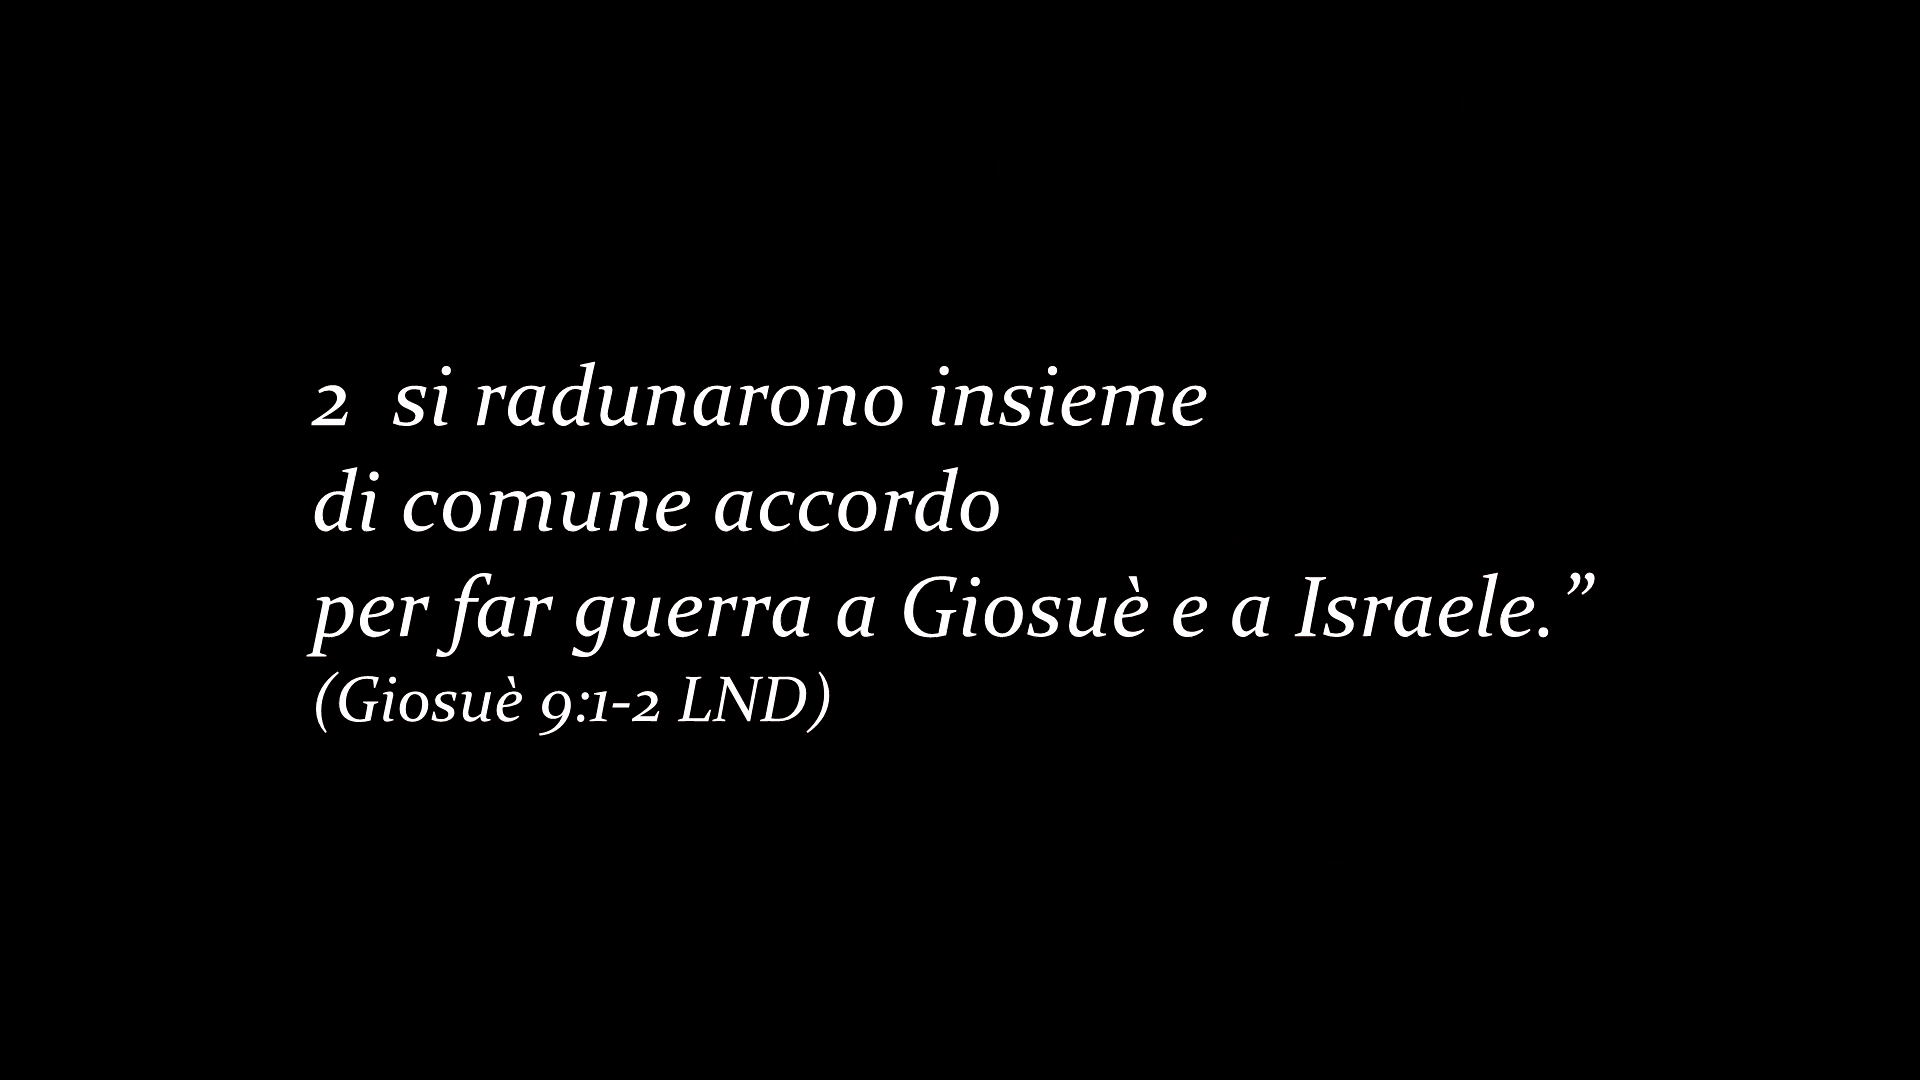 2  si radunarono insieme
di comune accordo
per far guerra a Giosuè e a Israele.”
(Giosuè 9:1-2 LND)